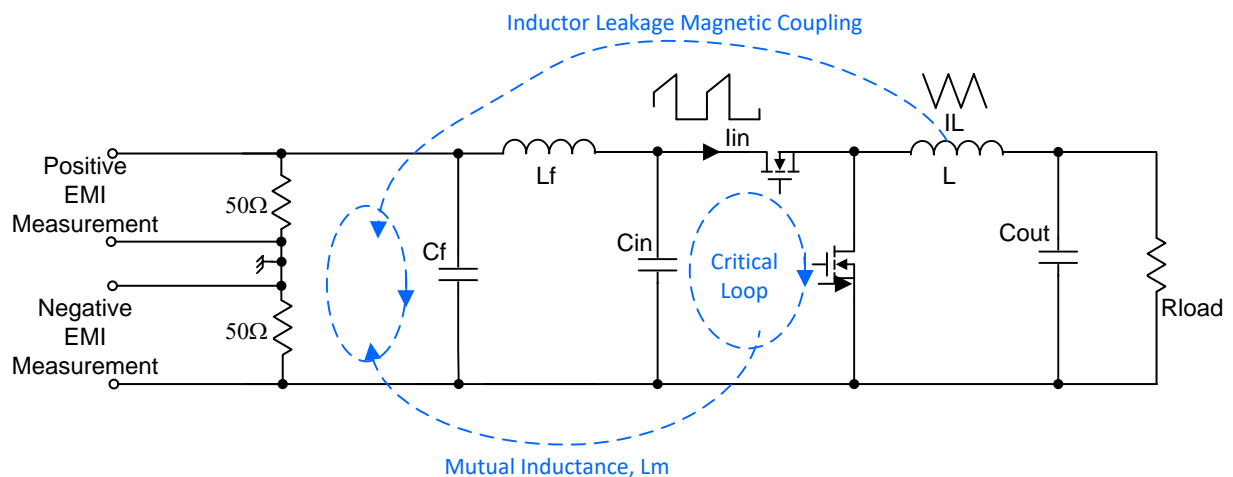 Inductor Leakage Magnetic Coupling
Iin
IL
Positive
EMI
Measurement
50Ω
Lf
L
Cf
Cin
Critical
Loop
Cout
Rload
Negative
EMI
Measurement
50Ω
Mutual Inductance, Lm